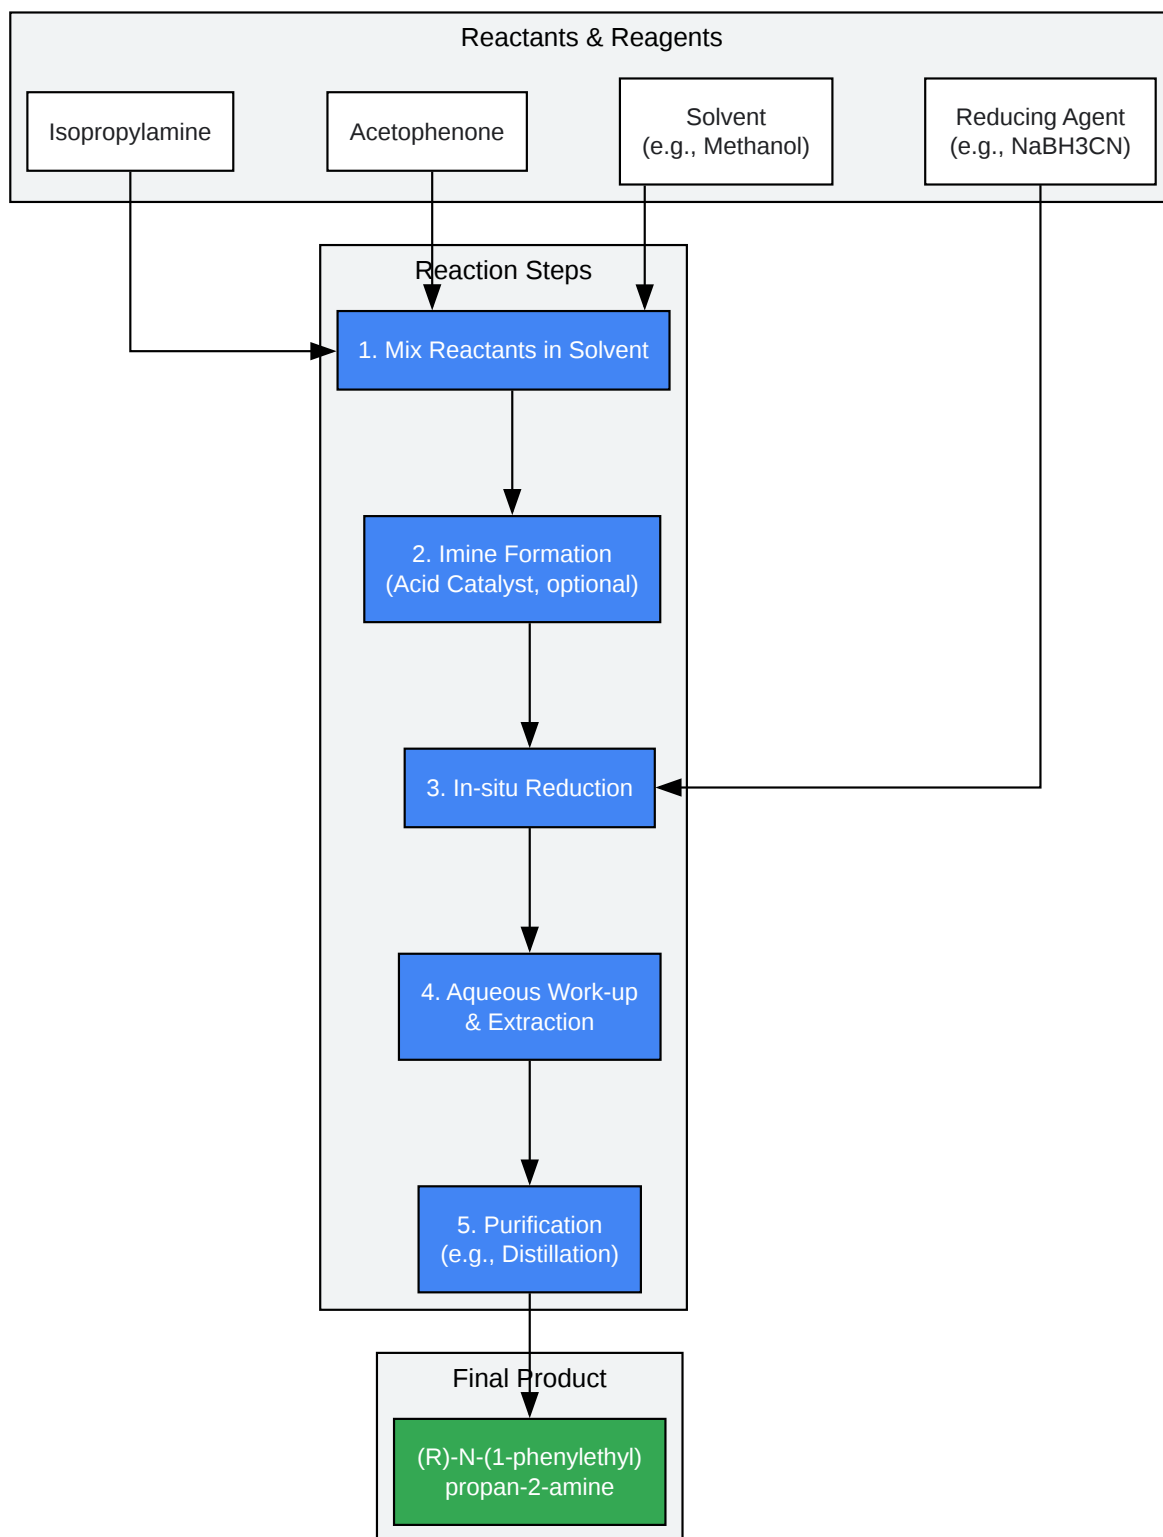 Reactants & Reagents
Isopropylamine
Acetophenone
Solvent
(e.g., Methanol)
Reducing Agent
(e.g., NaBH3CN)
Reaction Steps
1. Mix Reactants in Solvent
2. Imine Formation
(Acid Catalyst, optional)
3. In-situ Reduction
4. Aqueous Work-up
& Extraction
5. Purification
(e.g., Distillation)
Final Product
(R)-N-(1-phenylethyl)
propan-2-amine